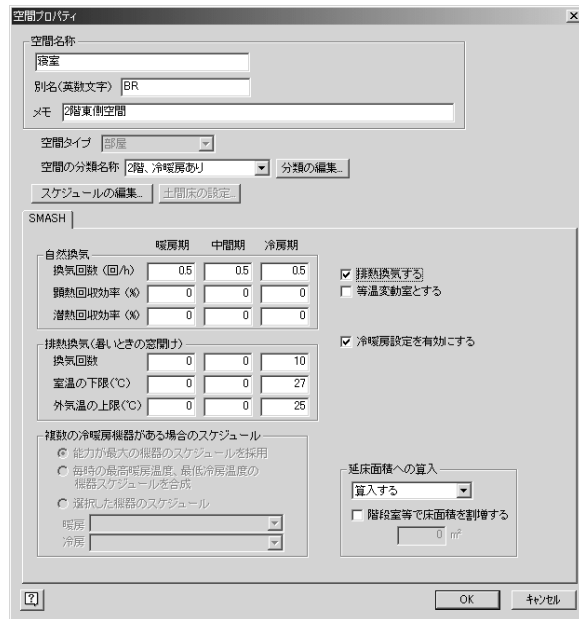 空間プロパティ
空間名称
寝室
別名(英数文字) BR
メモ 2階東側空間
空間タイプ 部屋
空間の分類名称 2階、冷暖房あり 分類の編集...
スケジュールの編集... 土間床の設定...
SMASH
暖房期 中間期 冷房期
自然換気
換気回数 (回/h) 0.5 0.5 0.5
顕熱回収効率 (%) 0 0 0
潜熱回収効率 (%) 0 0 0
排熱換気する
等温変動室とする
排熱換気(暑いときの窓開け)
換気回数 0 0 10
室温の下限(℃) 0 0 27
外気温の上限(℃) 0 0 25
冷暖房設定を有効にする
複数の冷暖房機器がある場合のスケジュール
能力が最大の機器のスケジュールを採用
毎時の最高暖房温度、最低冷房温度の
機器スケジュールを合成
選択した機器のスケジュール
暖房
冷房
延床面積への算入
算入する
階段室等で床面積を割増する
0 m²
OK キャンセル